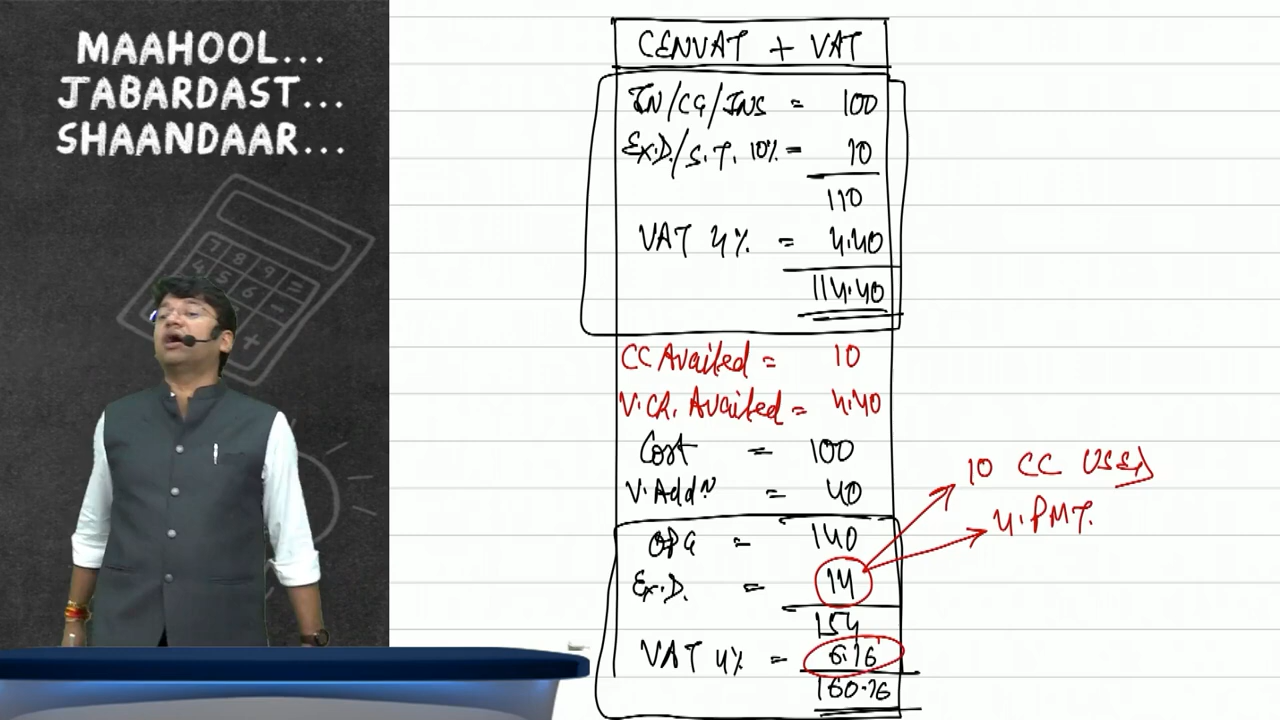 MAAHOOL...
JABARDAST...
SHAANDAAR...
CENVAT + VAT
IN/CG/INS = 100
EX.D./S.T. 10% = 10
110
VAT 4% = 4.40
114.40
CC Availed = 10
V.CR. Availed = 4.40
Cost = 100
V.Addn = 40
OPG = 140
Ex.D. = 14
154
VAT 4% = 6.16
160.16
10 CC USED
4. PMT.